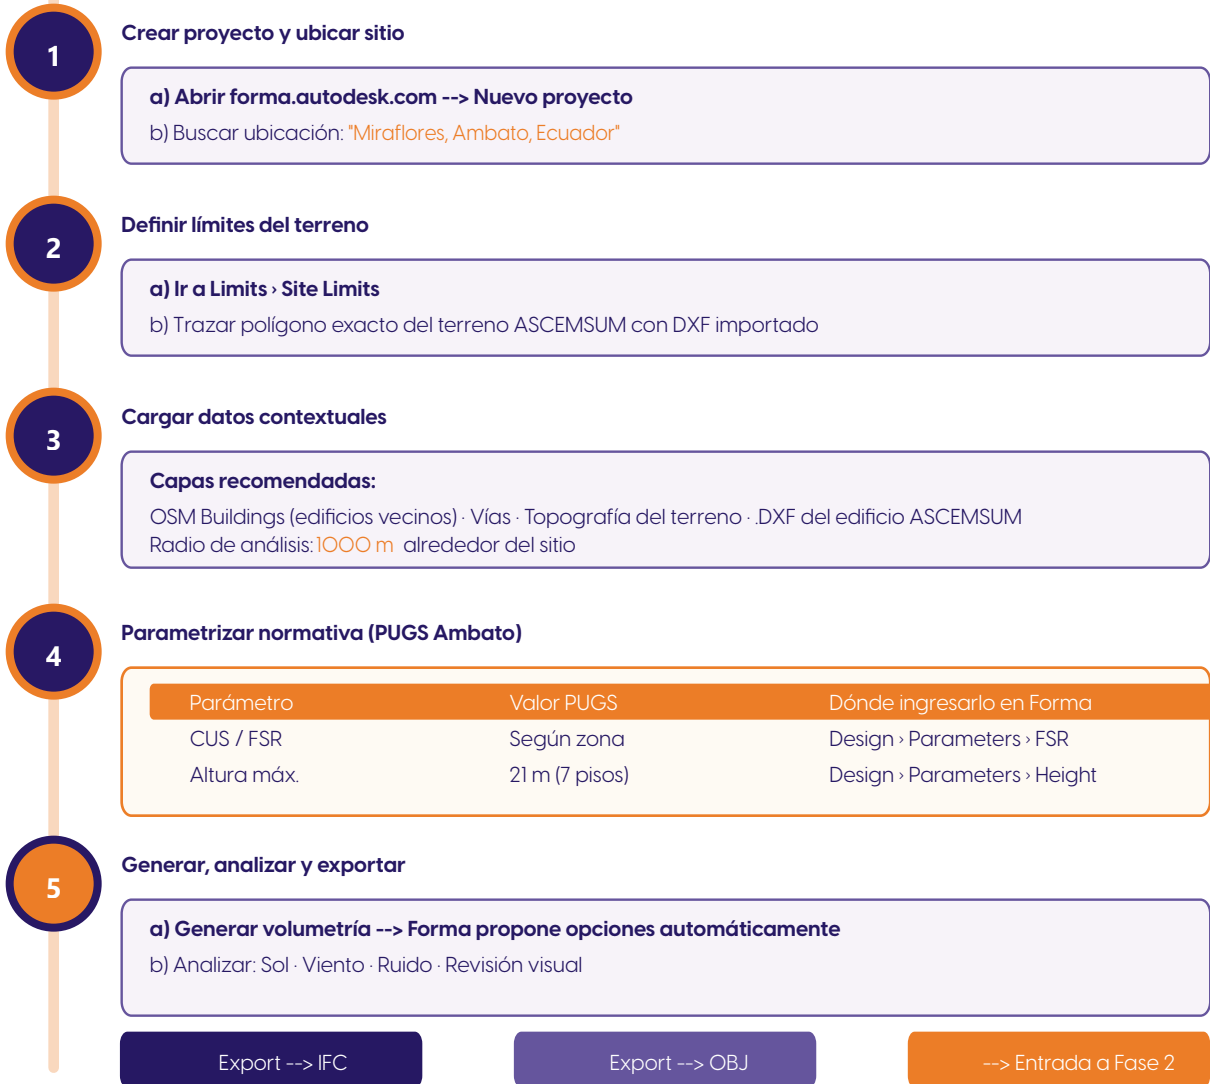 1
Crear proyecto y ubicar sitio
a) Abrir forma.autodesk.com --> Nuevo proyecto
b) Buscar ubicación: "Miraflores, Ambato, Ecuador"
2
Definir límites del terreno
a) Ir a Limits › Site Limits
b) Trazar polígono exacto del terreno ASCEMSUM con DXF importado
3
Cargar datos contextuales
Capas recomendadas:
OSM Buildings (edificios vecinos) · Vías · Topografía del terreno · .DXF del edificio ASCEMSUM
Radio de análisis: 1000 m alrededor del sitio
4
Parametrizar normativa (PUGS Ambato)
Parámetro Valor PUGS Dónde ingresarlo en Forma
CUS / FSR Según zona Design › Parameters › FSR
Altura máx. 21 m (7 pisos) Design › Parameters › Height
5
Generar, analizar y exportar
a) Generar volumetría --> Forma propone opciones automáticamente
b) Analizar: Sol · Viento · Ruido · Revisión visual
Export --> IFC Export --> OBJ --> Entrada a Fase 2